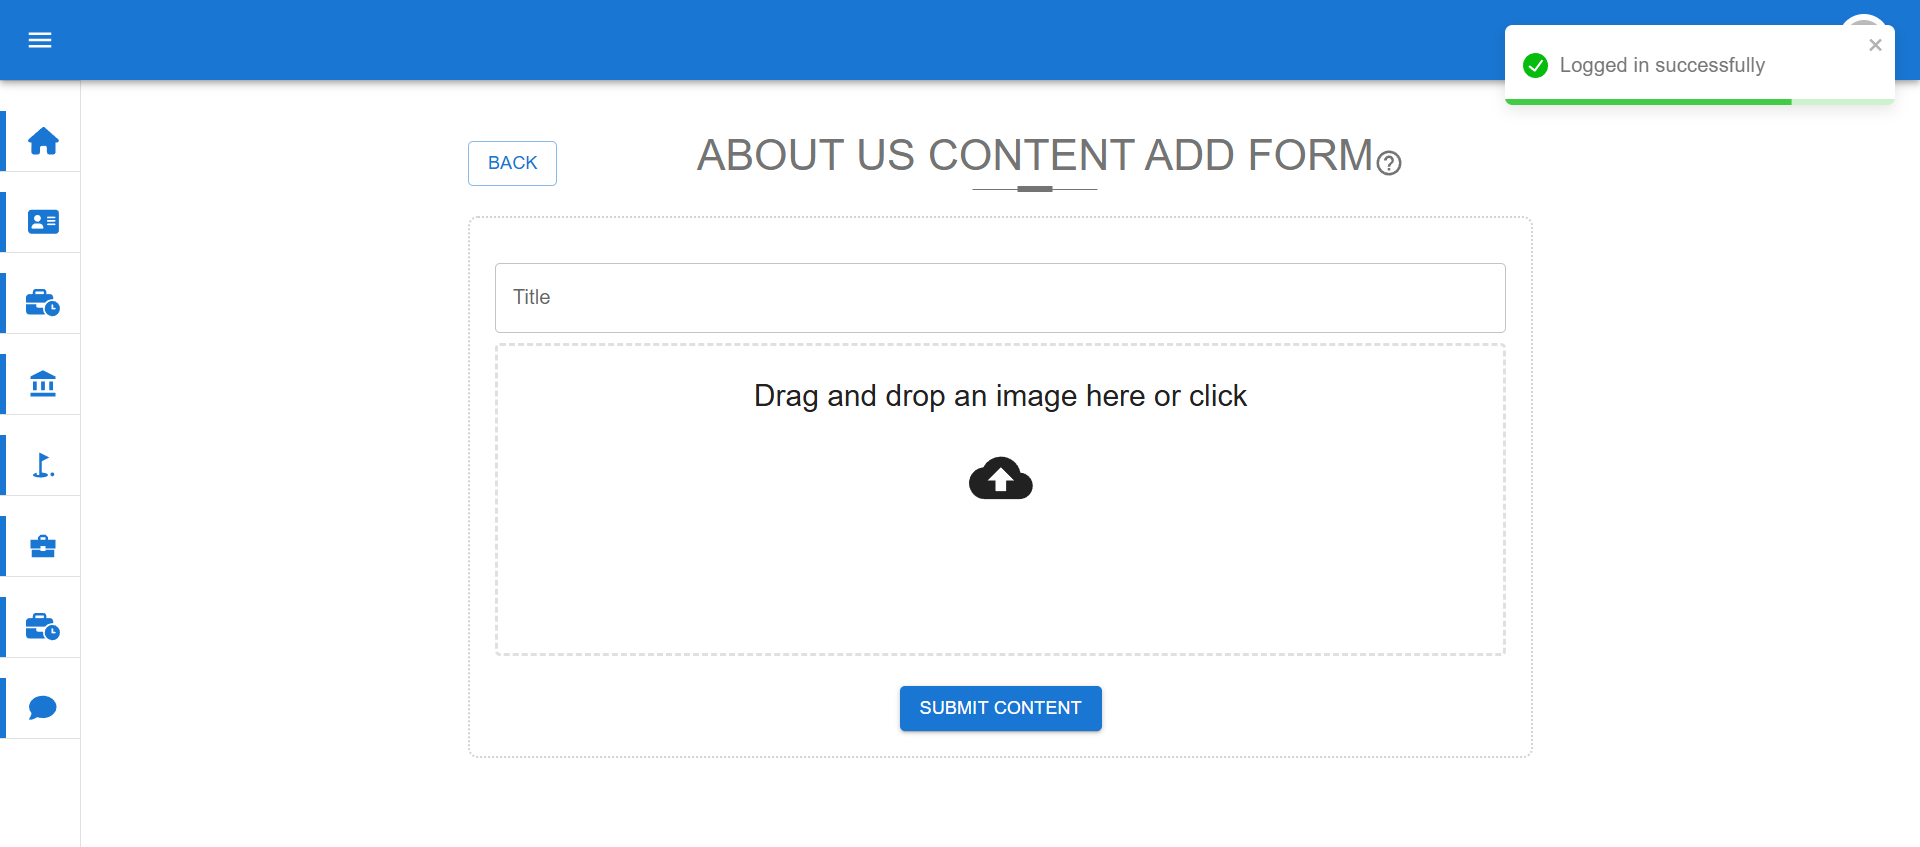 Logged in successfully
BACK
ABOUT US CONTENT ADD FORM
Title
Drag and drop an image here or click
SUBMIT CONTENT